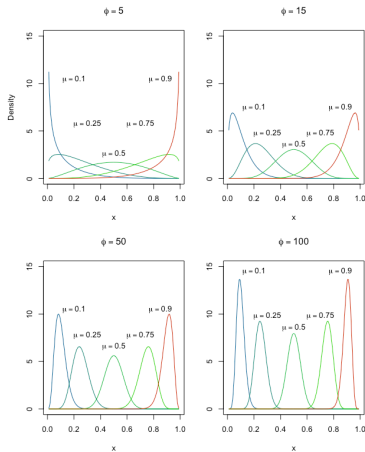 ϕ = 5
15
10
5
0
Density
μ = 0.1
μ = 0.9
μ = 0.25
μ = 0.75
μ = 0.5
0.0 0.2 0.4 0.6 0.8 1.0
x
ϕ = 15
15
10
5
0
μ = 0.1
μ = 0.9
μ = 0.25
μ = 0.75
μ = 0.5
0.0 0.2 0.4 0.6 0.8 1.0
x
ϕ = 50
15
10
5
0
μ = 0.1
μ = 0.9
μ = 0.25
μ = 0.75
μ = 0.5
0.0 0.2 0.4 0.6 0.8 1.0
x
ϕ = 100
15
10
5
0
μ = 0.1
μ = 0.9
μ = 0.25
μ = 0.75
μ = 0.5
0.0 0.2 0.4 0.6 0.8 1.0
x